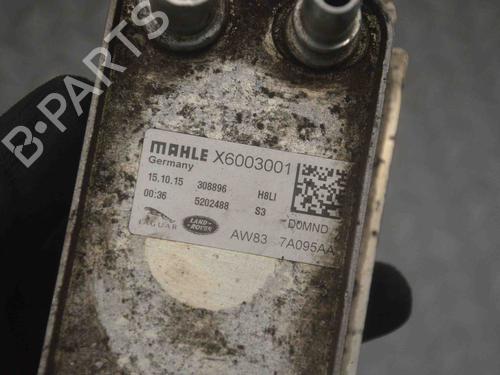 B-PARTS
MAHLE X6003001
Germany
15.10.15 308896 H8LI
00:36 5202488 S3
D0MND
JAGUAR LAND-ROVER
AW83 7A095AA